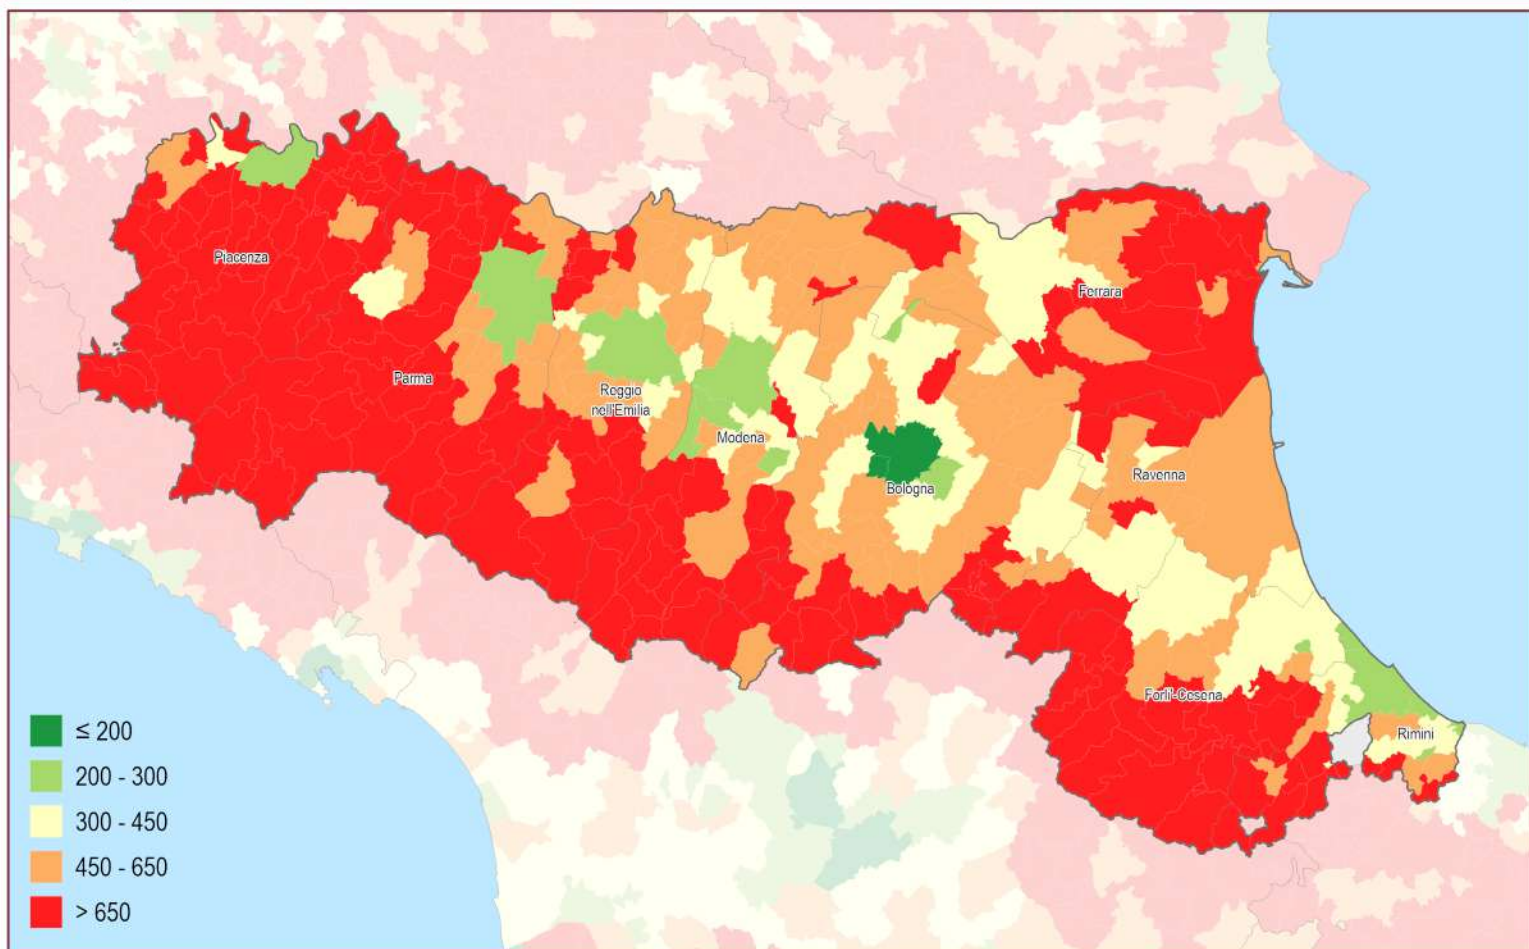 Piacenza
Parma
Reggio
nell'Emilia
Modena
Bologna
Ferrara
Ravenna
Forlì-Cesena
Rimini
≤ 200
200 - 300
300 - 450
450 - 650
> 650